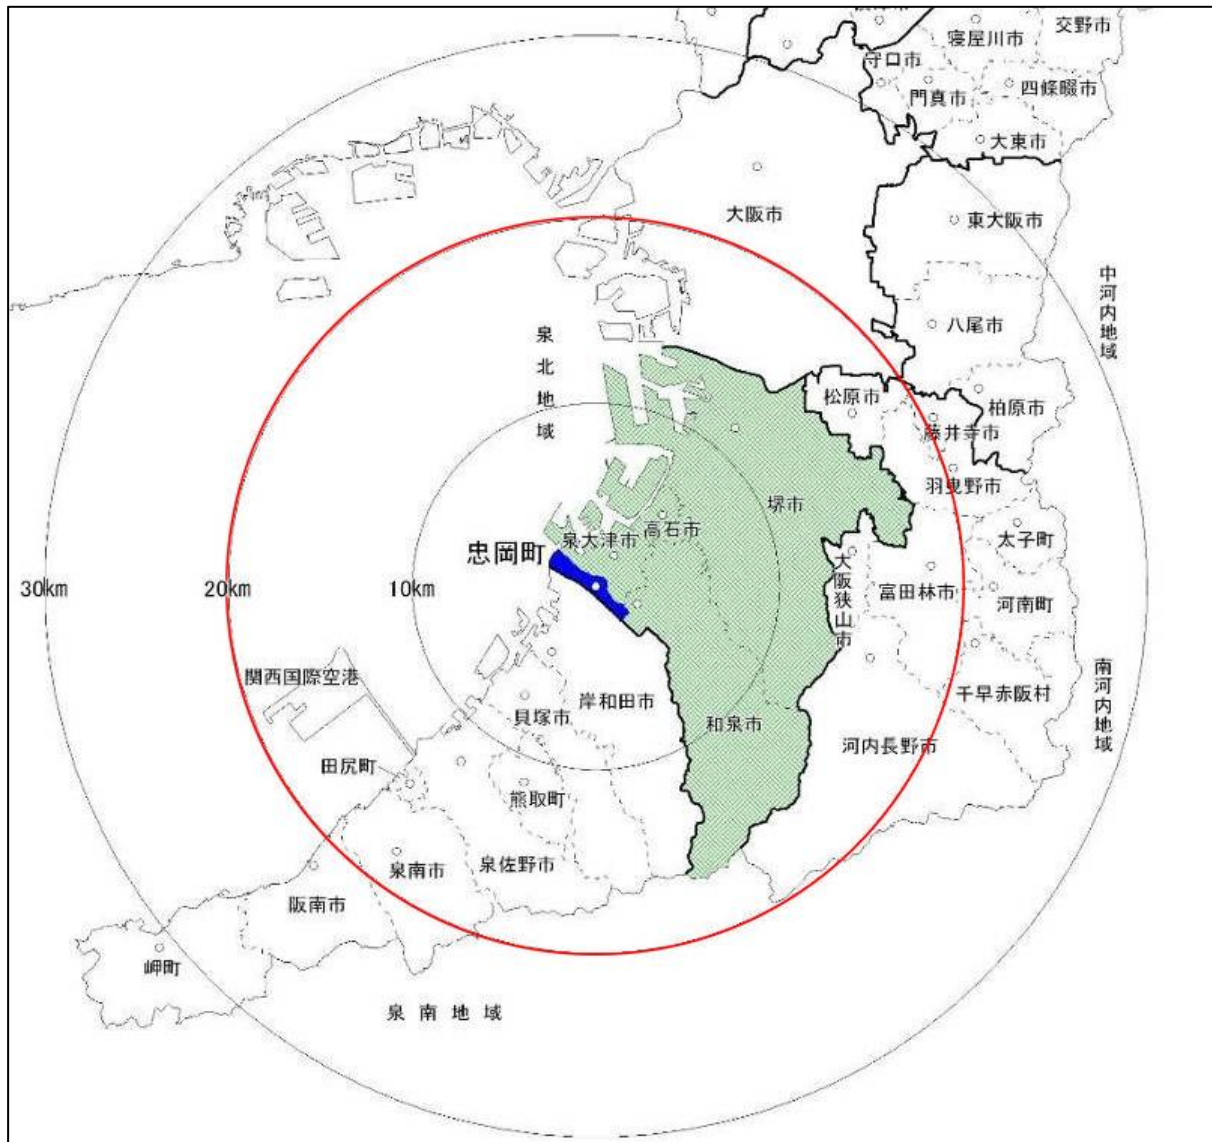 交野市
寝屋川市
守口市
門真市
四條畷市
大東市
大阪市
東大阪市
中河内地域
八尾市
泉北地域
松原市
柏原市
藤井寺市
羽曳野市
堺市
高石市
泉大津市
太子町
忠岡町
大阪狭山市
30km
20km
10km
富田林市
河南町
関西国際空港
岸和田市
南河内地域
千早赤阪村
貝塚市
和泉市
河内長野市
田尻町
熊取町
泉南市
泉佐野市
阪南市
岬町
泉南地域